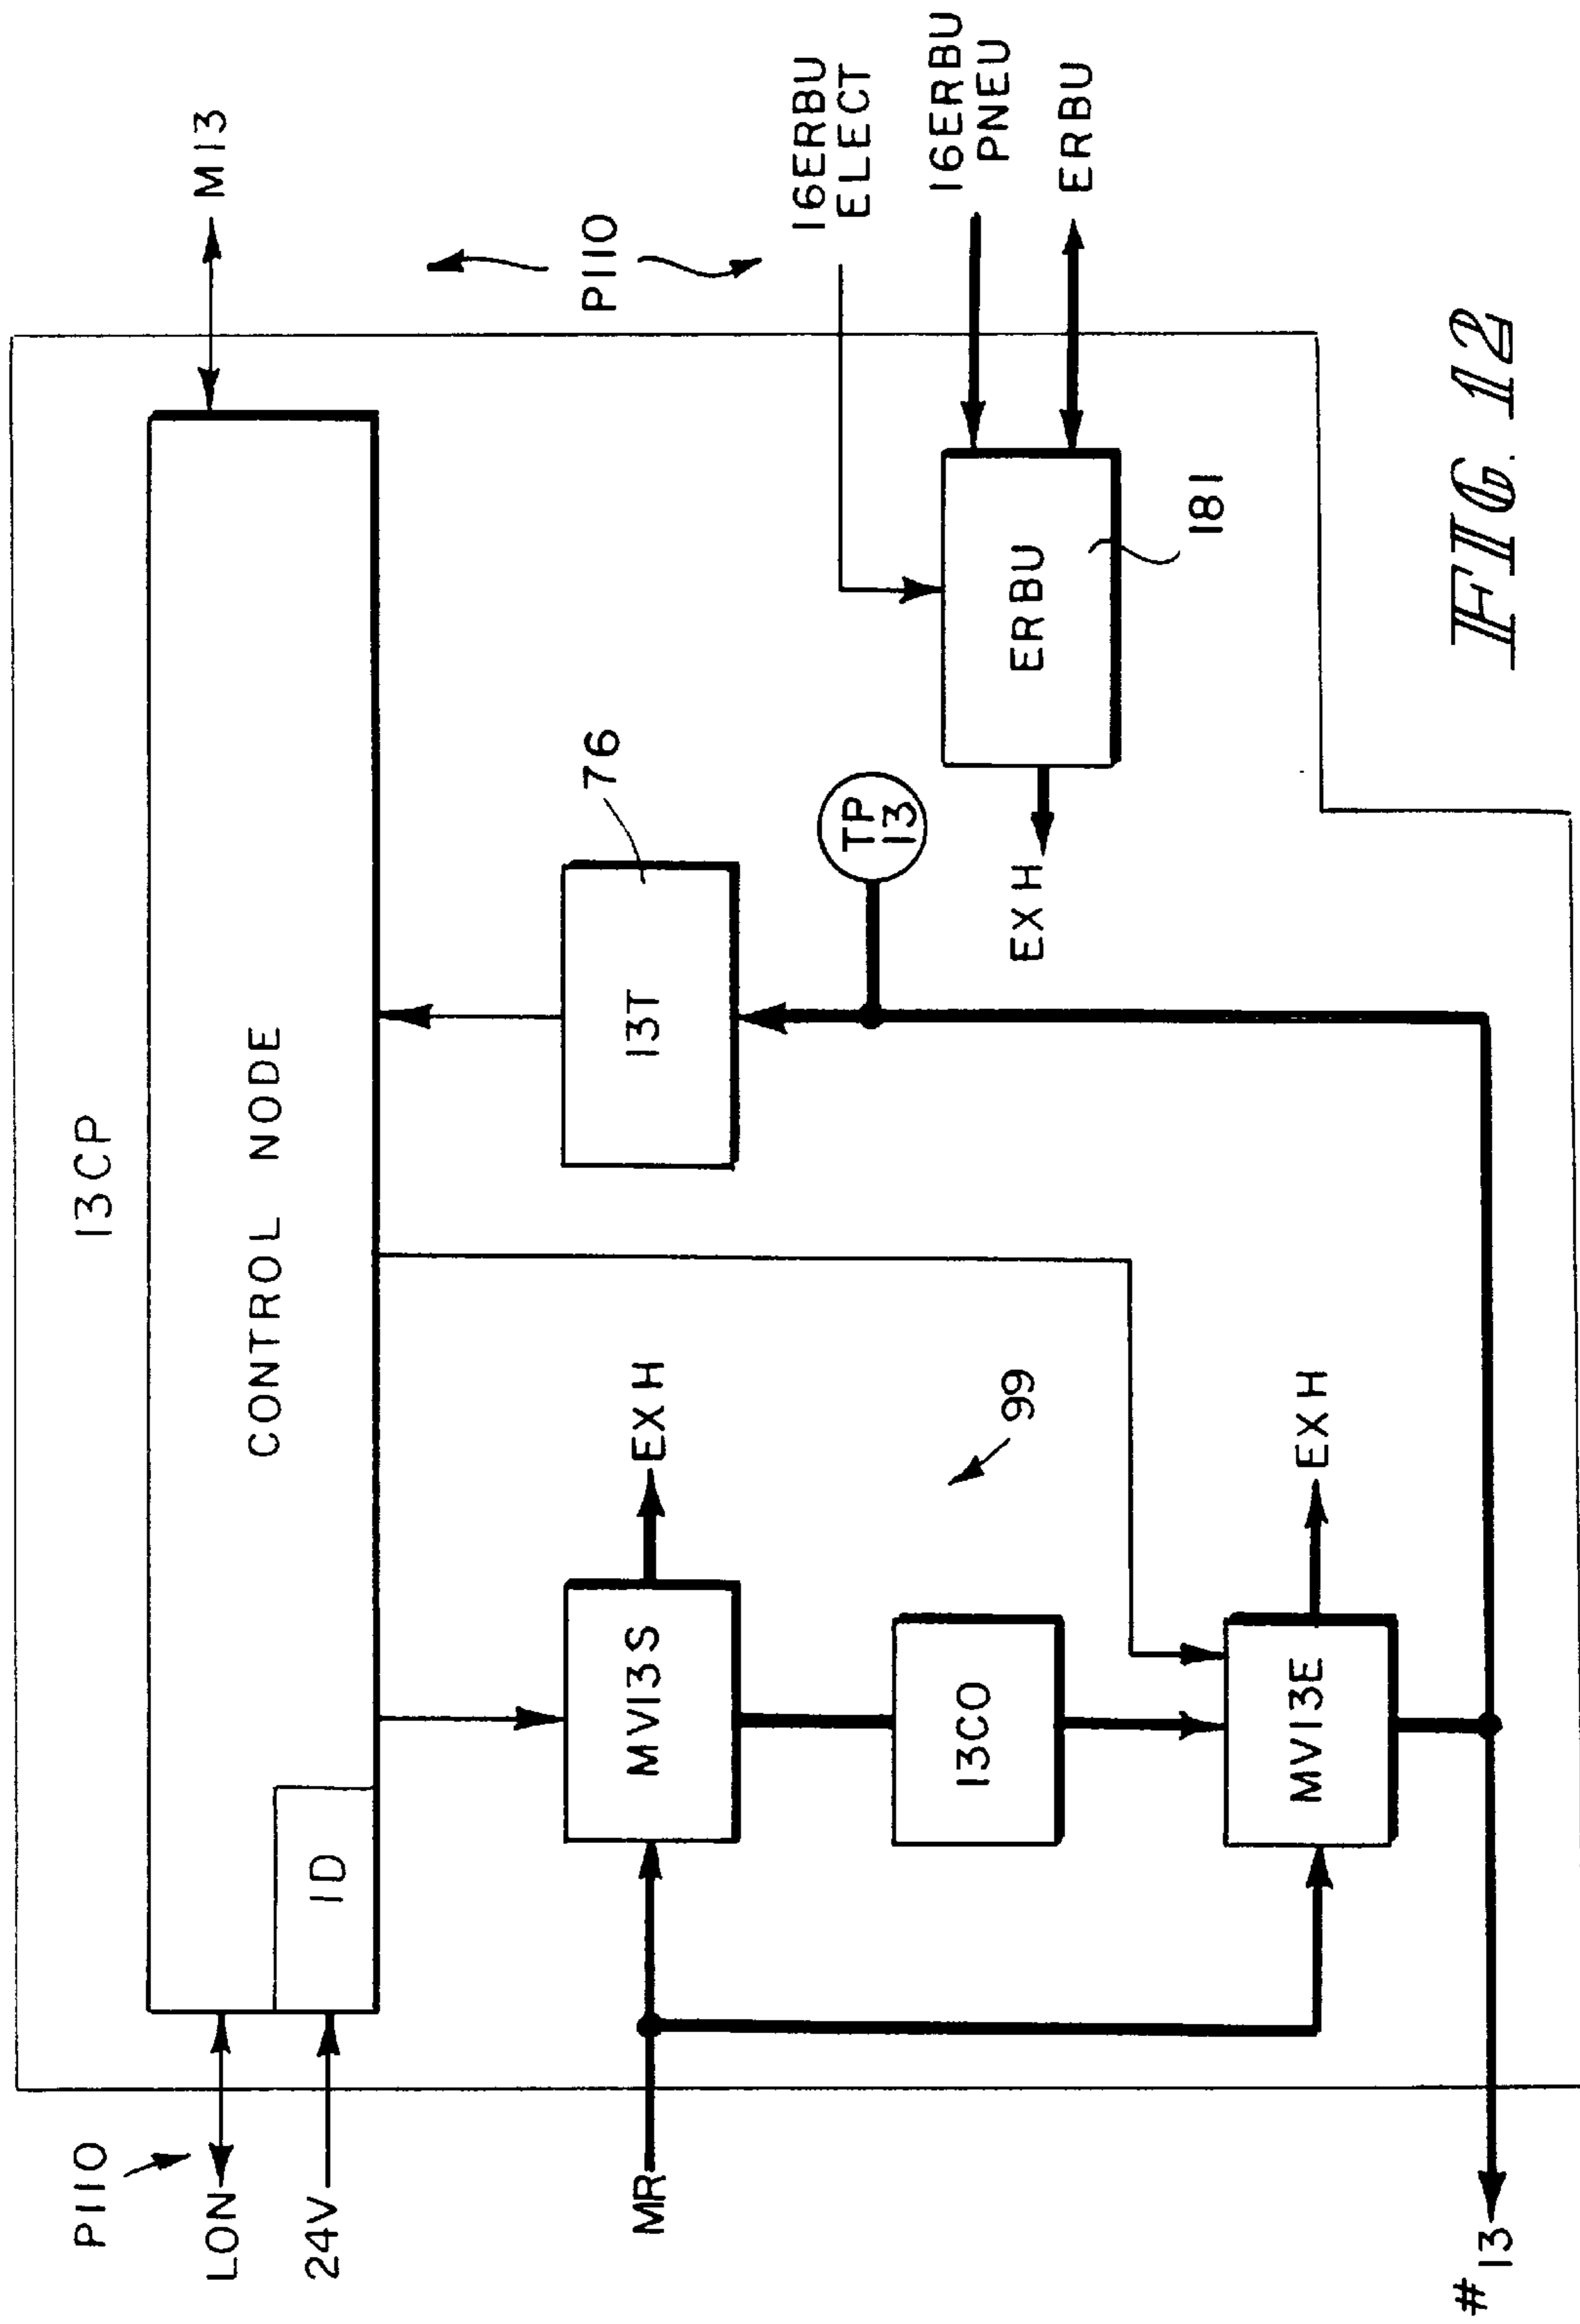 13CP
P110
LON
24V
ID
CONTROL NODE
M13
P110
16ERBU
ELECT
16ERBU
PNEU
ERBU
MR
MV13S
EXH
13T
76
TP
13
13CO
99
ERBU
181
EXH
MV13E
EXH
#13
FIG. 12